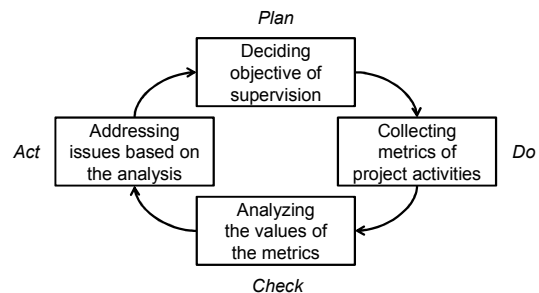 Plan
Deciding
objective of
supervision
Act
Addressing
issues based on
the analysis
Collecting
metrics of
project activities
Do
Analyzing
the values of
the metrics
Check